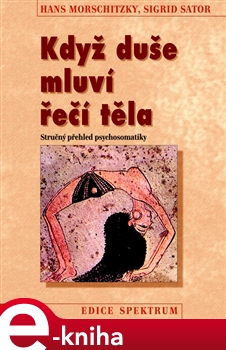 HANS MORSCHITZKY, SIGRID SATOR
Když duše
mluví
řečí těla
Stručný přehled psychosomatiky
EDICE SPEKTRUM
e-kniha